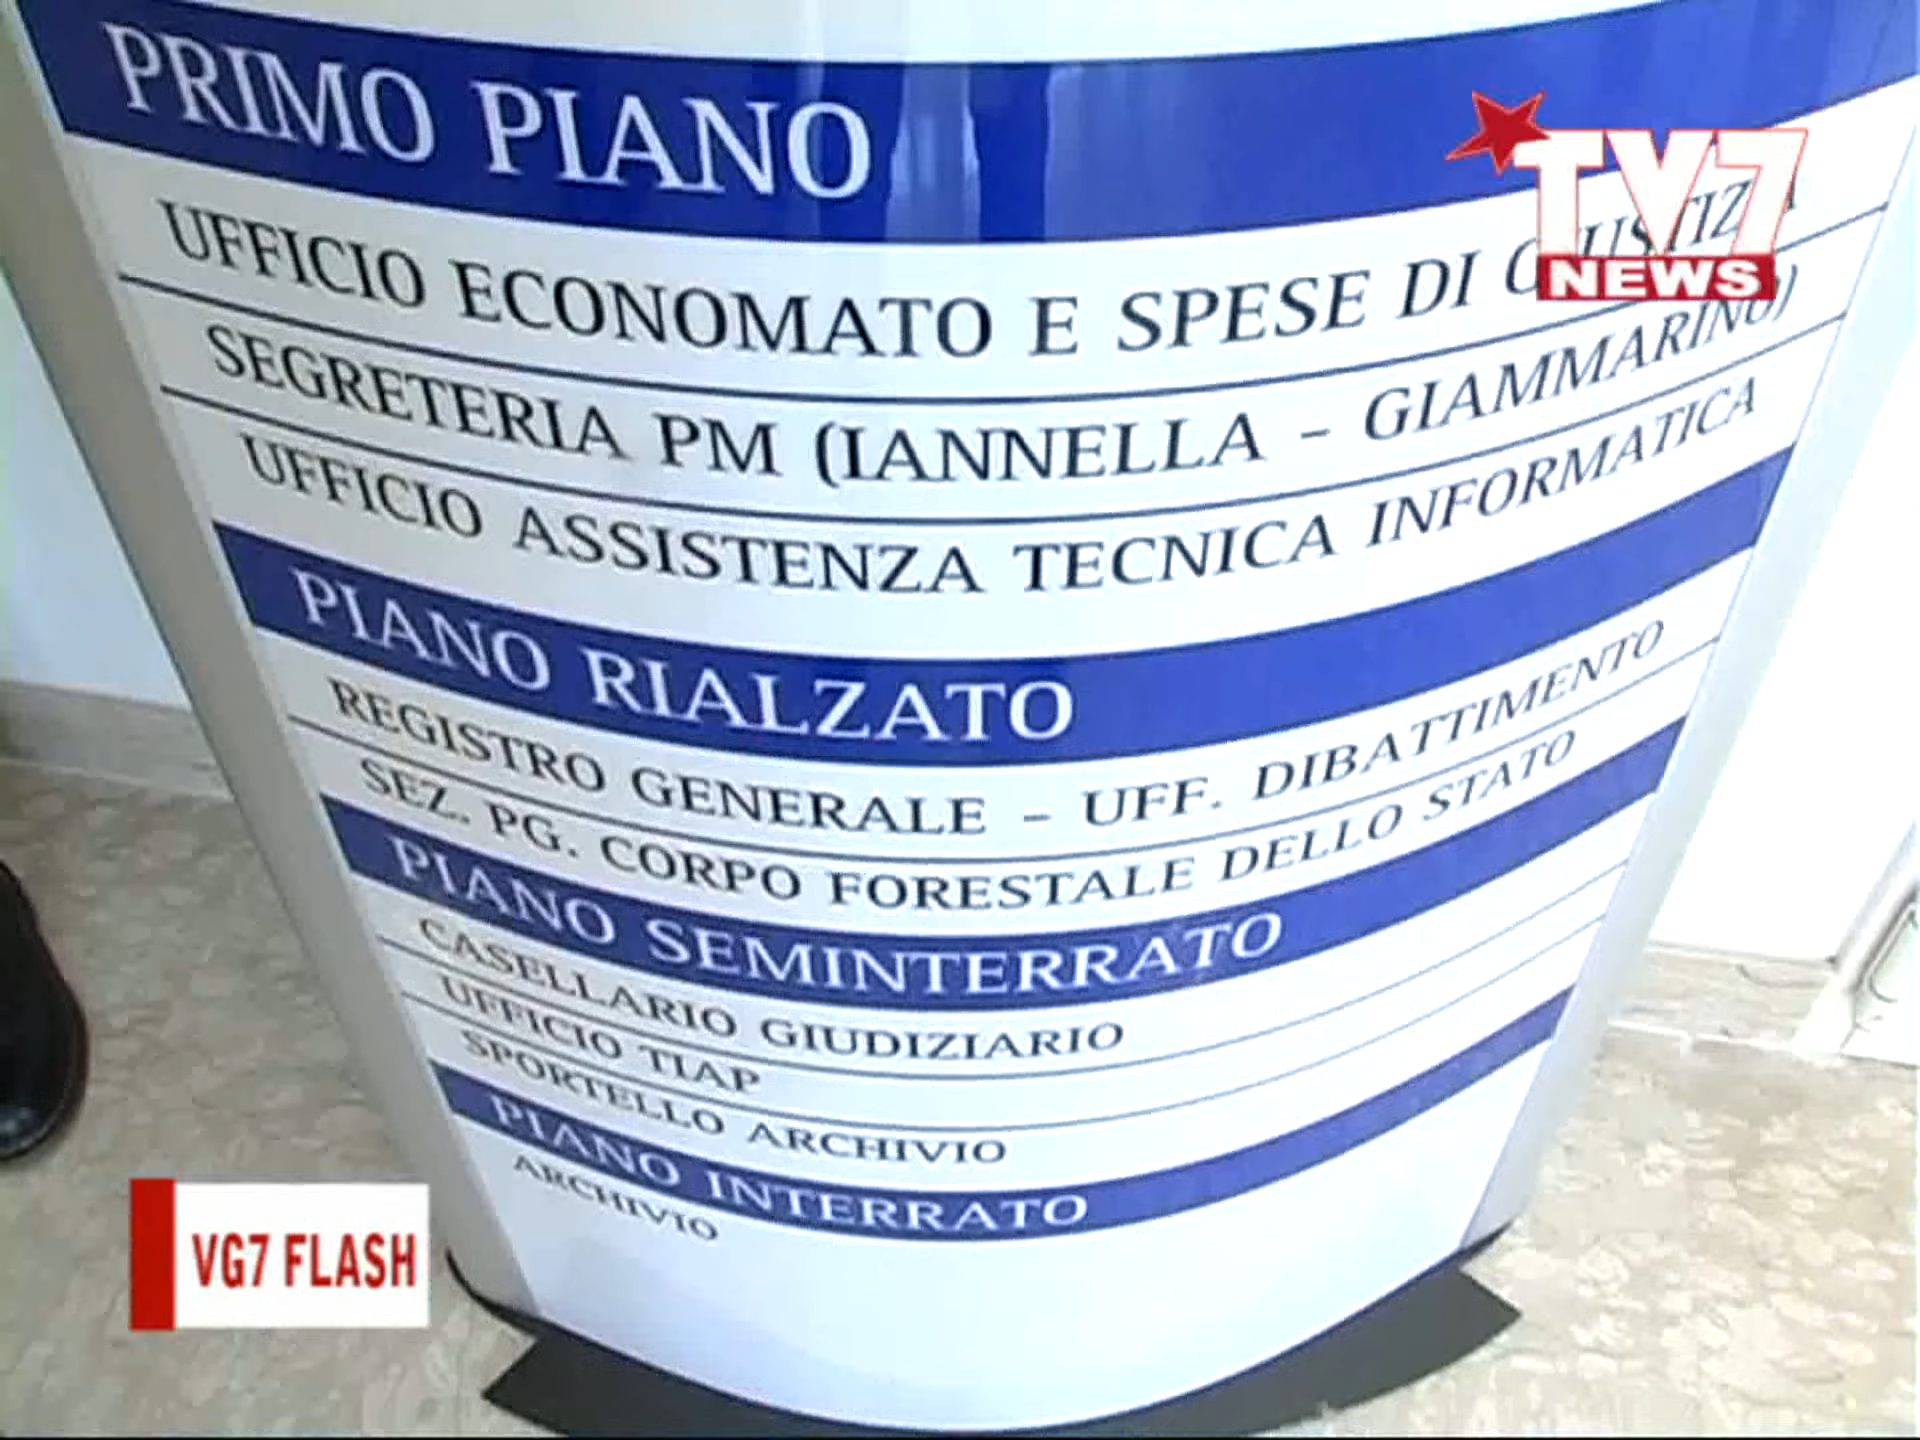 PRIMO PIANO
UFFICIO ECONOMATO E SPESE DI GIUSTIZIA
SEGRETERIA PM (IANNELLA - GIAMMARINO)
UFFICIO ASSISTENZA TECNICA INFORMATICA
PIANO RIALZATO
REGISTRO GENERALE - UFF. DIBATTIMENTO
SEZ. PG. CORPO FORESTALE DELLO STATO
PIANO SEMINTERRATO
CASELLARIO GIUDIZIARIO
UFFICIO TIAP
SPORTELLO ARCHIVIO
PIANO INTERRATO
ARCHIVIO
TV7
NEWS
VG7 FLASH